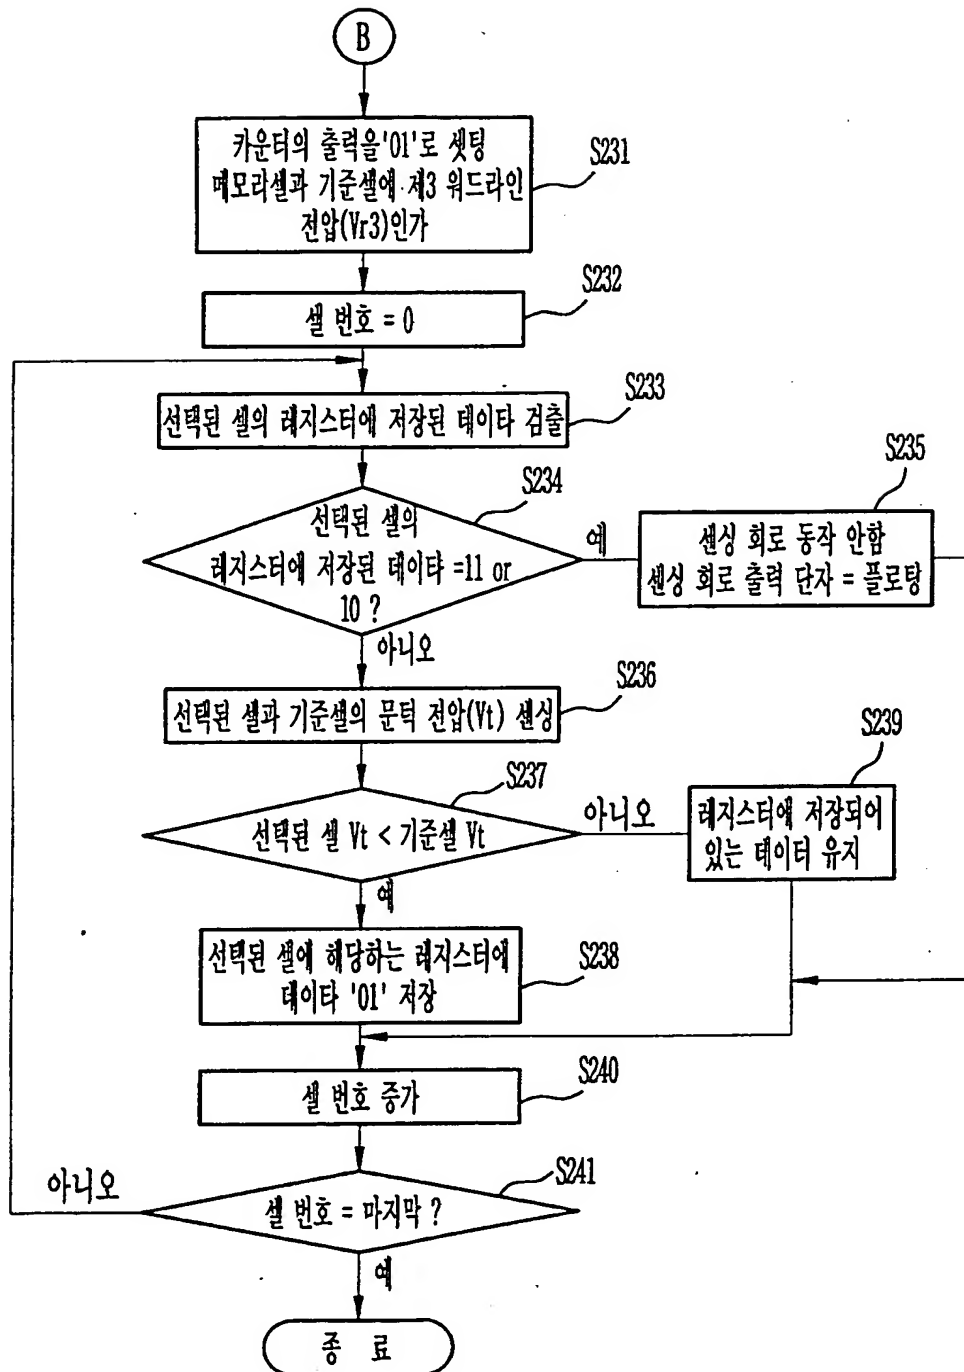 B
카운터의 출력을'01'로 셋팅
메모리셀과 기준셀에 제3 워드라인
전압(Vr3)인가
S231
S232
셀 번호 = 0
S233
선택된 셀의 레지스터에 저장된 데이타 검출
S234
선택된 셀의
레지스터에 저장된 데이타 =11 or
10 ?
예
S235
센싱 회로 동작 안함
센싱 회로 출력 단자 = 플로팅
아니오
S236
선택된 셀과 기준셀의 문턱 전압(Vt) 센싱
S237
선택된 셀 Vt < 기준셀 Vt
아니오
S239
레지스터에 저장되어
있는 데이터 유지
예
선택된 셀에 해당하는 레지스터에
데이타 '01' 저장
S238
S240
셀 번호 증가
S241
아니오
셀 번호 = 마지막 ?
예
종 료